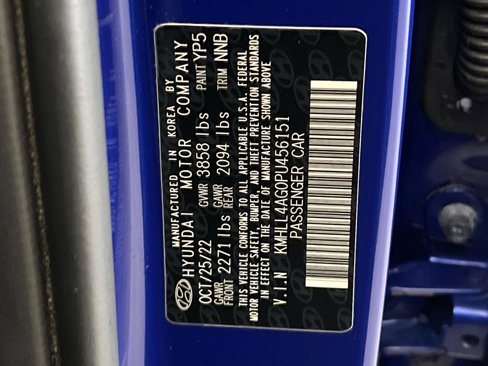 MANUFACTURED IN KOREA BY
HYUNDAI MOTOR COMPANY
OCT/25/22 GVWR 3858 lbs PAINT YP5
GAWR FRONT 2271 lbs GAWR REAR 2094 lbs TRIM NNB
THIS VEHICLE CONFORMS TO ALL APPLICABLE U.S.A. FEDERAL
MOTOR VEHICLE SAFETY, BUMPER, AND THEFT PREVENTION STANDARDS
IN EFFECT ON THE DATE OF MANUFACTURE SHOWN ABOVE
V.I.N KMHLL4AG0PU456151
PASSENGER CAR